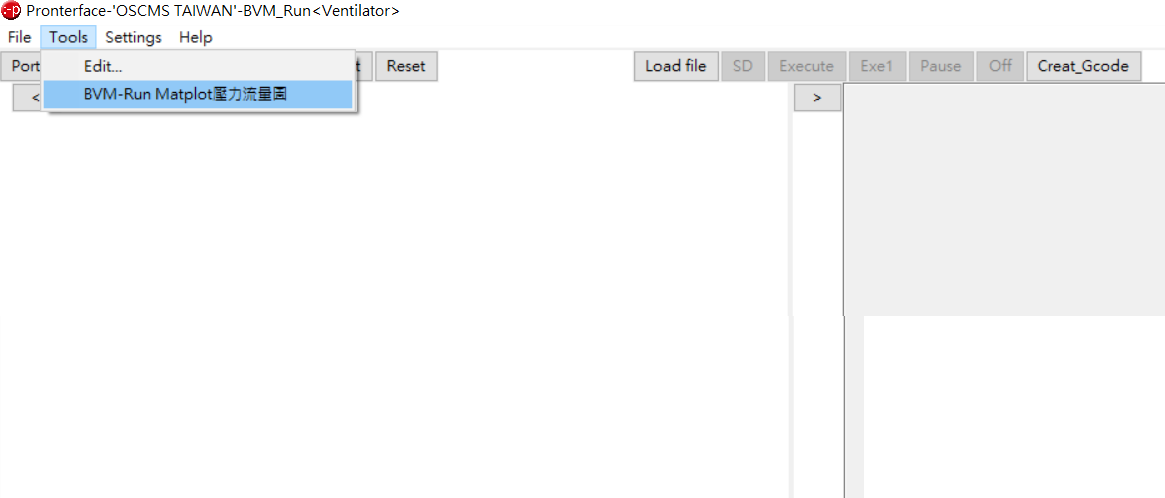 Pronterface-'OSCMS TAIWAN'-BVM_Run<Ventilator>
File Tools Settings Help
Port Reset Load file SD Execute Exe1 Pause Off Creat_Gcode
Edit...
BVM-Run Matplot壓力流量圖
< >